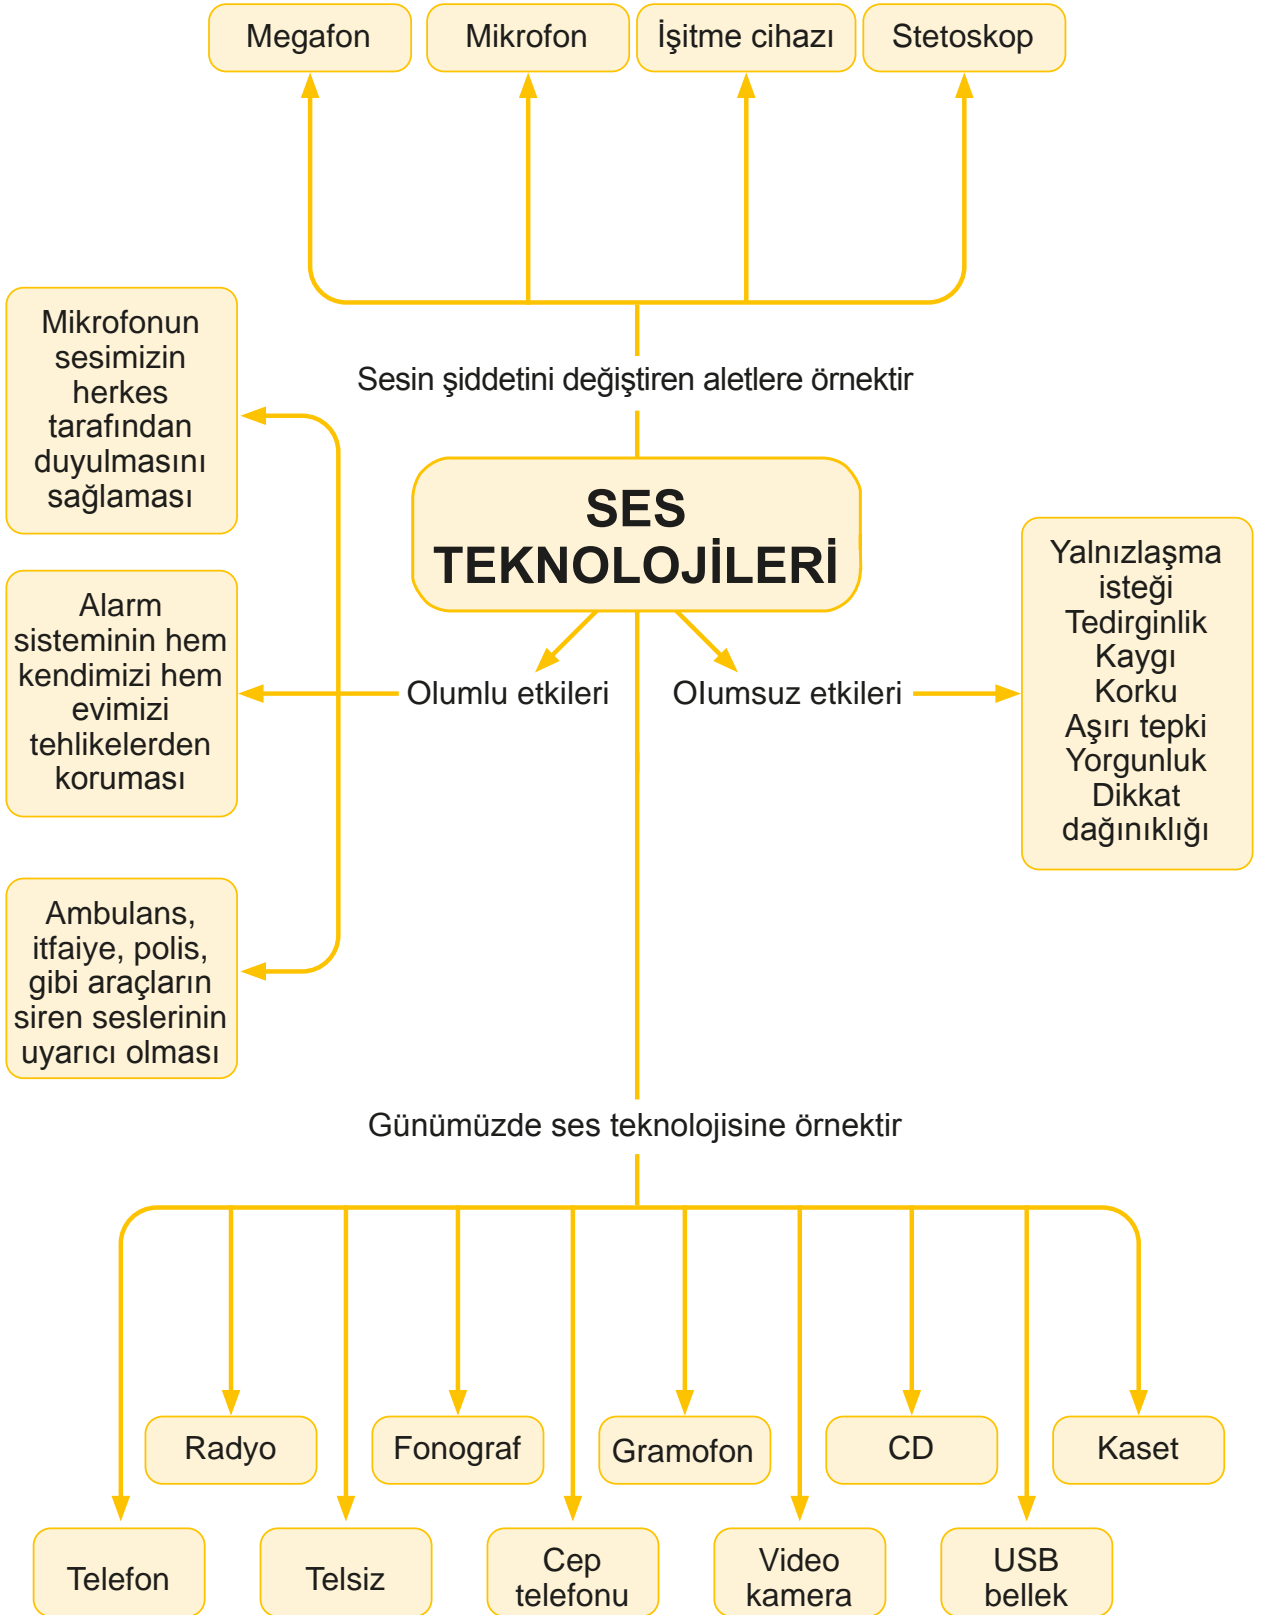 Megafon
Mikrofon
İşitme cihazı
Stetoskop
Sesin şiddetini değiştiren aletlere örnektir
Mikrofonun
sesimizin
herkes
tarafından
duyulmasını
sağlaması
SES
TEKNOLOJİLERİ
Alarm
sisteminin hem
kendimizi hem
evimizi
tehlikelerden
koruması
Olumlu etkileri
Olumsuz etkileri
Yalnızlaşma
isteği
Tedirginlik
Kaygı
Korku
Aşırı tepki
Yorgunluk
Dikkat
dağınıklığı
Ambulans,
itfaiye, polis,
gibi araçların
siren seslerinin
uyarıcı olması
Günümüzde ses teknolojisine örnektir
Radyo
Fonograf
Gramofon
CD
Kaset
Telefon
Telsiz
Cep
telefonu
Video
kamera
USB
bellek